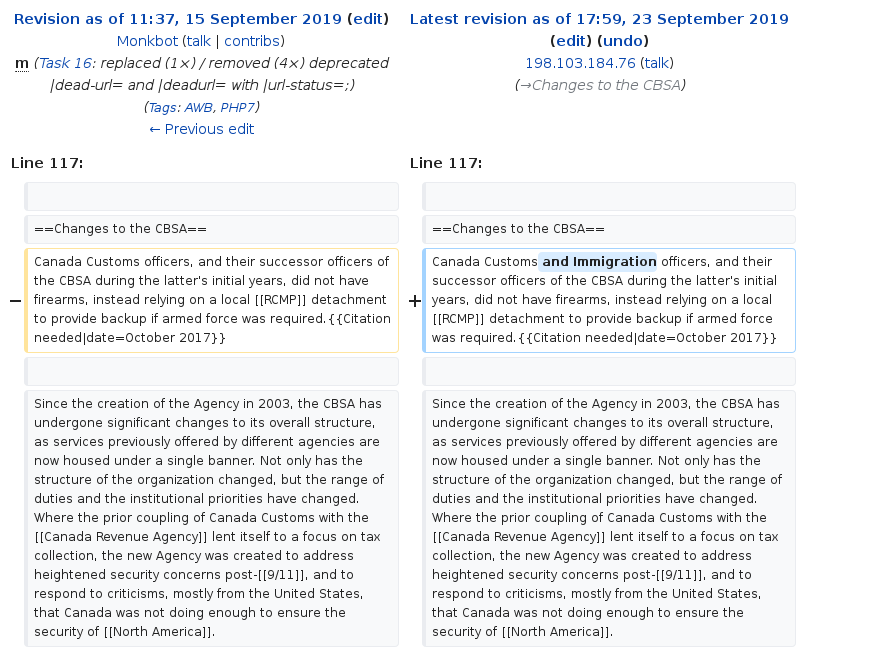 Revision as of 11:37, 15 September 2019 (edit)
Monkbot (talk | contribs)
m (Task 16: replaced (1×) / removed (4×) deprecated
|dead-url= and |deadurl= with |url-status=;)
(Tags: AWB, PHP7)
← Previous edit
Latest revision as of 17:59, 23 September 2019
(edit) (undo)
198.103.184.76 (talk)
(→Changes to the CBSA)
Line 117:
Line 117:
==Changes to the CBSA==
==Changes to the CBSA==
− Canada Customs officers, and their successor officers of
the CBSA during the latter's initial years, did not have
firearms, instead relying on a local [[RCMP]] detachment
to provide backup if armed force was required.{{Citation
needed|date=October 2017}}
+ Canada Customs and Immigration officers, and their
successor officers of the CBSA during the latter's initial
years, did not have firearms, instead relying on a local
[[RCMP]] detachment to provide backup if armed force
was required.{{Citation needed|date=October 2017}}
Since the creation of the Agency in 2003, the CBSA has
undergone significant changes to its overall structure,
as services previously offered by different agencies are
now housed under a single banner. Not only has the
structure of the organization changed, but the range of
duties and the institutional priorities have changed.
Where the prior coupling of Canada Customs with the
[[Canada Revenue Agency]] lent itself to a focus on tax
collection, the new Agency was created to address
heightened security concerns post-[[9/11]], and to
respond to criticisms, mostly from the United States,
that Canada was not doing enough to ensure the
security of [[North America]].
Since the creation of the Agency in 2003, the CBSA has
undergone significant changes to its overall structure,
as services previously offered by different agencies are
now housed under a single banner. Not only has the
structure of the organization changed, but the range of
duties and the institutional priorities have changed.
Where the prior coupling of Canada Customs with the
[[Canada Revenue Agency]] lent itself to a focus on tax
collection, the new Agency was created to address
heightened security concerns post-[[9/11]], and to
respond to criticisms, mostly from the United States,
that Canada was not doing enough to ensure the
security of [[North America]].